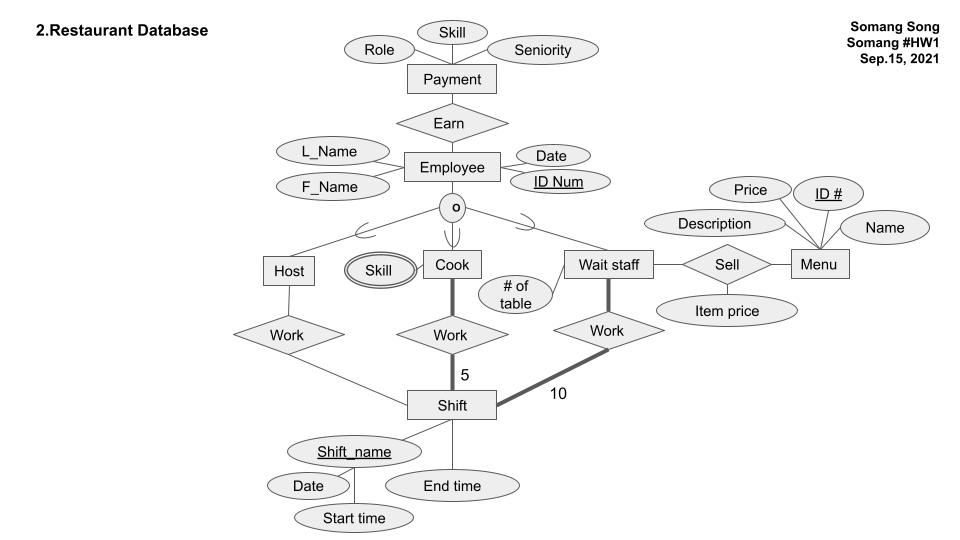 2.Restaurant Database
Somang Song
Somang #HW1
Sep.15, 2021
Skill
Role
Seniority
Payment
Earn
L_Name
F_Name
Employee
Date
ID Num
O
Price
ID #
Description
Name
Host
Skill
Cook
# of
table
Wait staff
Sell
Menu
Item price
Work
Work
Work
5
10
Shift
Shift_name
Date
End time
Start time